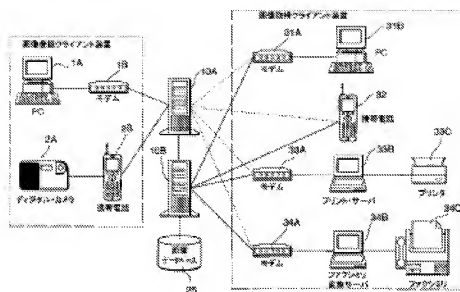 画像登録クライアント装置
1A
1B
モデム
PC
2A
2B
ディジタル・カメラ
携帯電話
10A
10B
画像
データベース
画像取得クライアント装置
31A
31B
モデム
PC
32
携帯電話
33A
33B
33C
モデム
プリント・サーバ
プリンタ
34A
34B
34C
モデム
ファクシミリ
変換サーバ
ファクシミリ